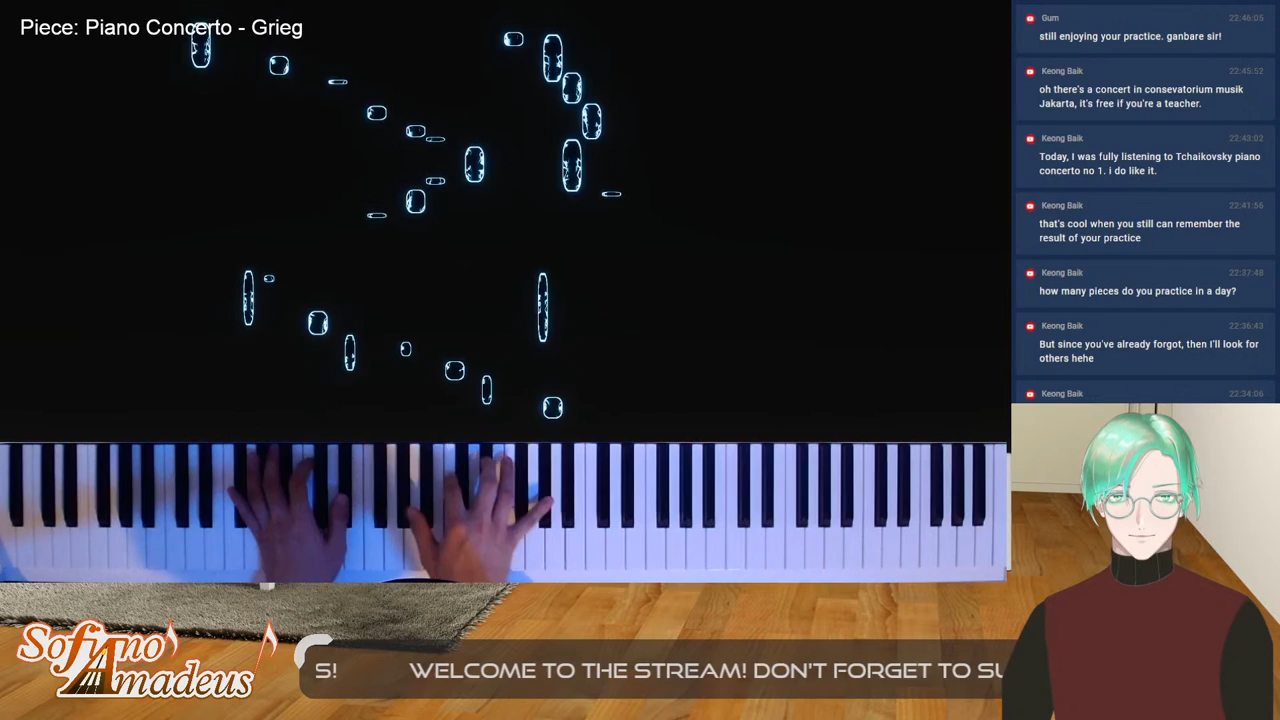 Piece: Piano Concerto - Grieg
Gum 22:46:05
still enjoying your practice. ganbare sir!
Keong Baik 22:45:52
oh there's a concert in consevatorium musik
Jakarta, it's free if you're a teacher.
Keong Baik 22:43:02
Today, I was fully listening to Tchaikovsky piano
concerto no 1. i do like it.
Keong Baik 22:41:56
that's cool when you still can remember the
result of your practice
Keong Baik 22:37:48
how many pieces do you practice in a day?
Keong Baik 22:36:43
But since you've already forgot, then I'll look for
others hehe
Keong Baik 22:34:06
Sofiano
Amadeus
S! WELCOME TO THE STREAM! DON'T FORGET TO SU